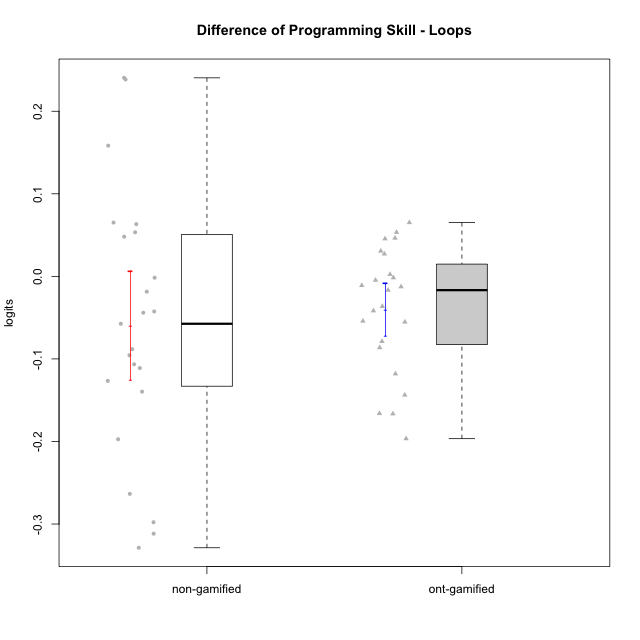 Difference of Programming Skill - Loops
logits
0.2
0.1
0.0
-0.1
-0.2
-0.3
non-gamified
ont-gamified